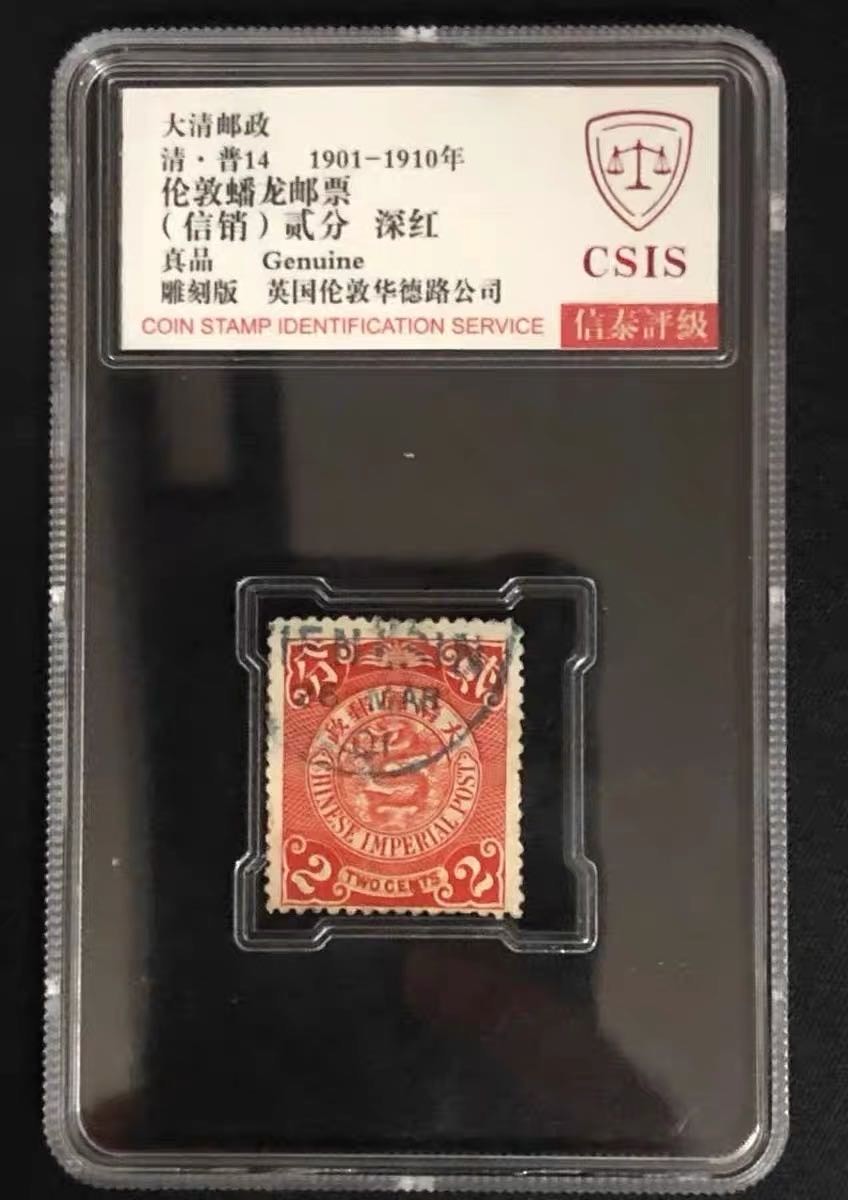 大清邮政
清·普14 1901-1910年
伦敦蟠龙邮票
(信销)贰分 深红
真品 Genuine
雕刻版 英国伦敦华德路公司
COIN STAMP IDENTIFICATION SERVICE
CSIS
信泰評級
分 貳
MAR
01
CHINESE IMPERIAL POST
2 TWO CENTS 2